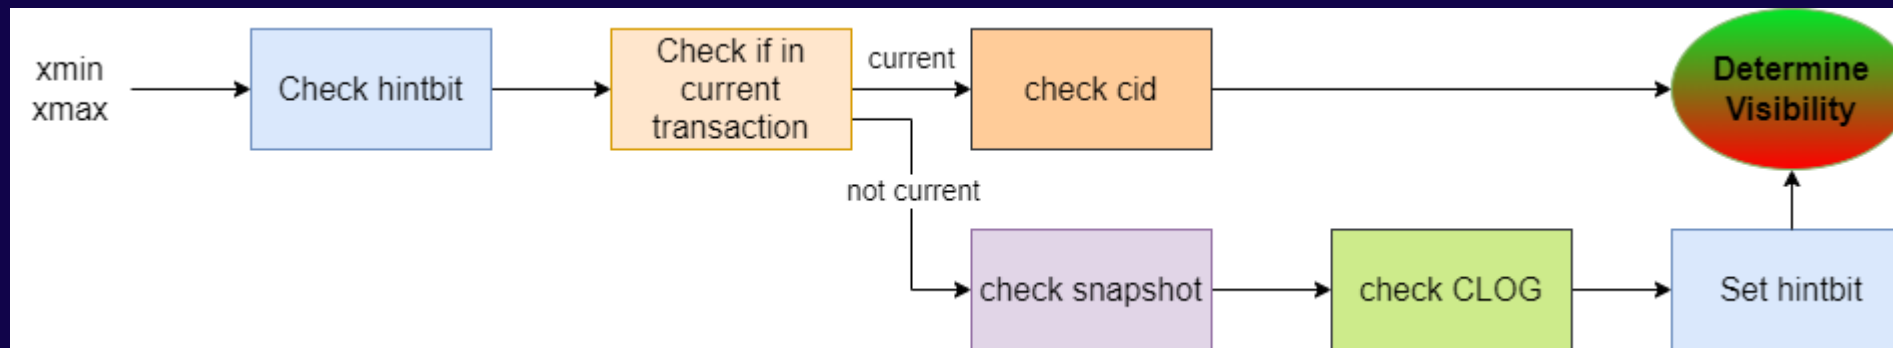 xmin
xmax
Check hintbit
Check if in
current
transaction
current
check cid
Determine
Visibility
not current
check snapshot
check CLOG
Set hintbit